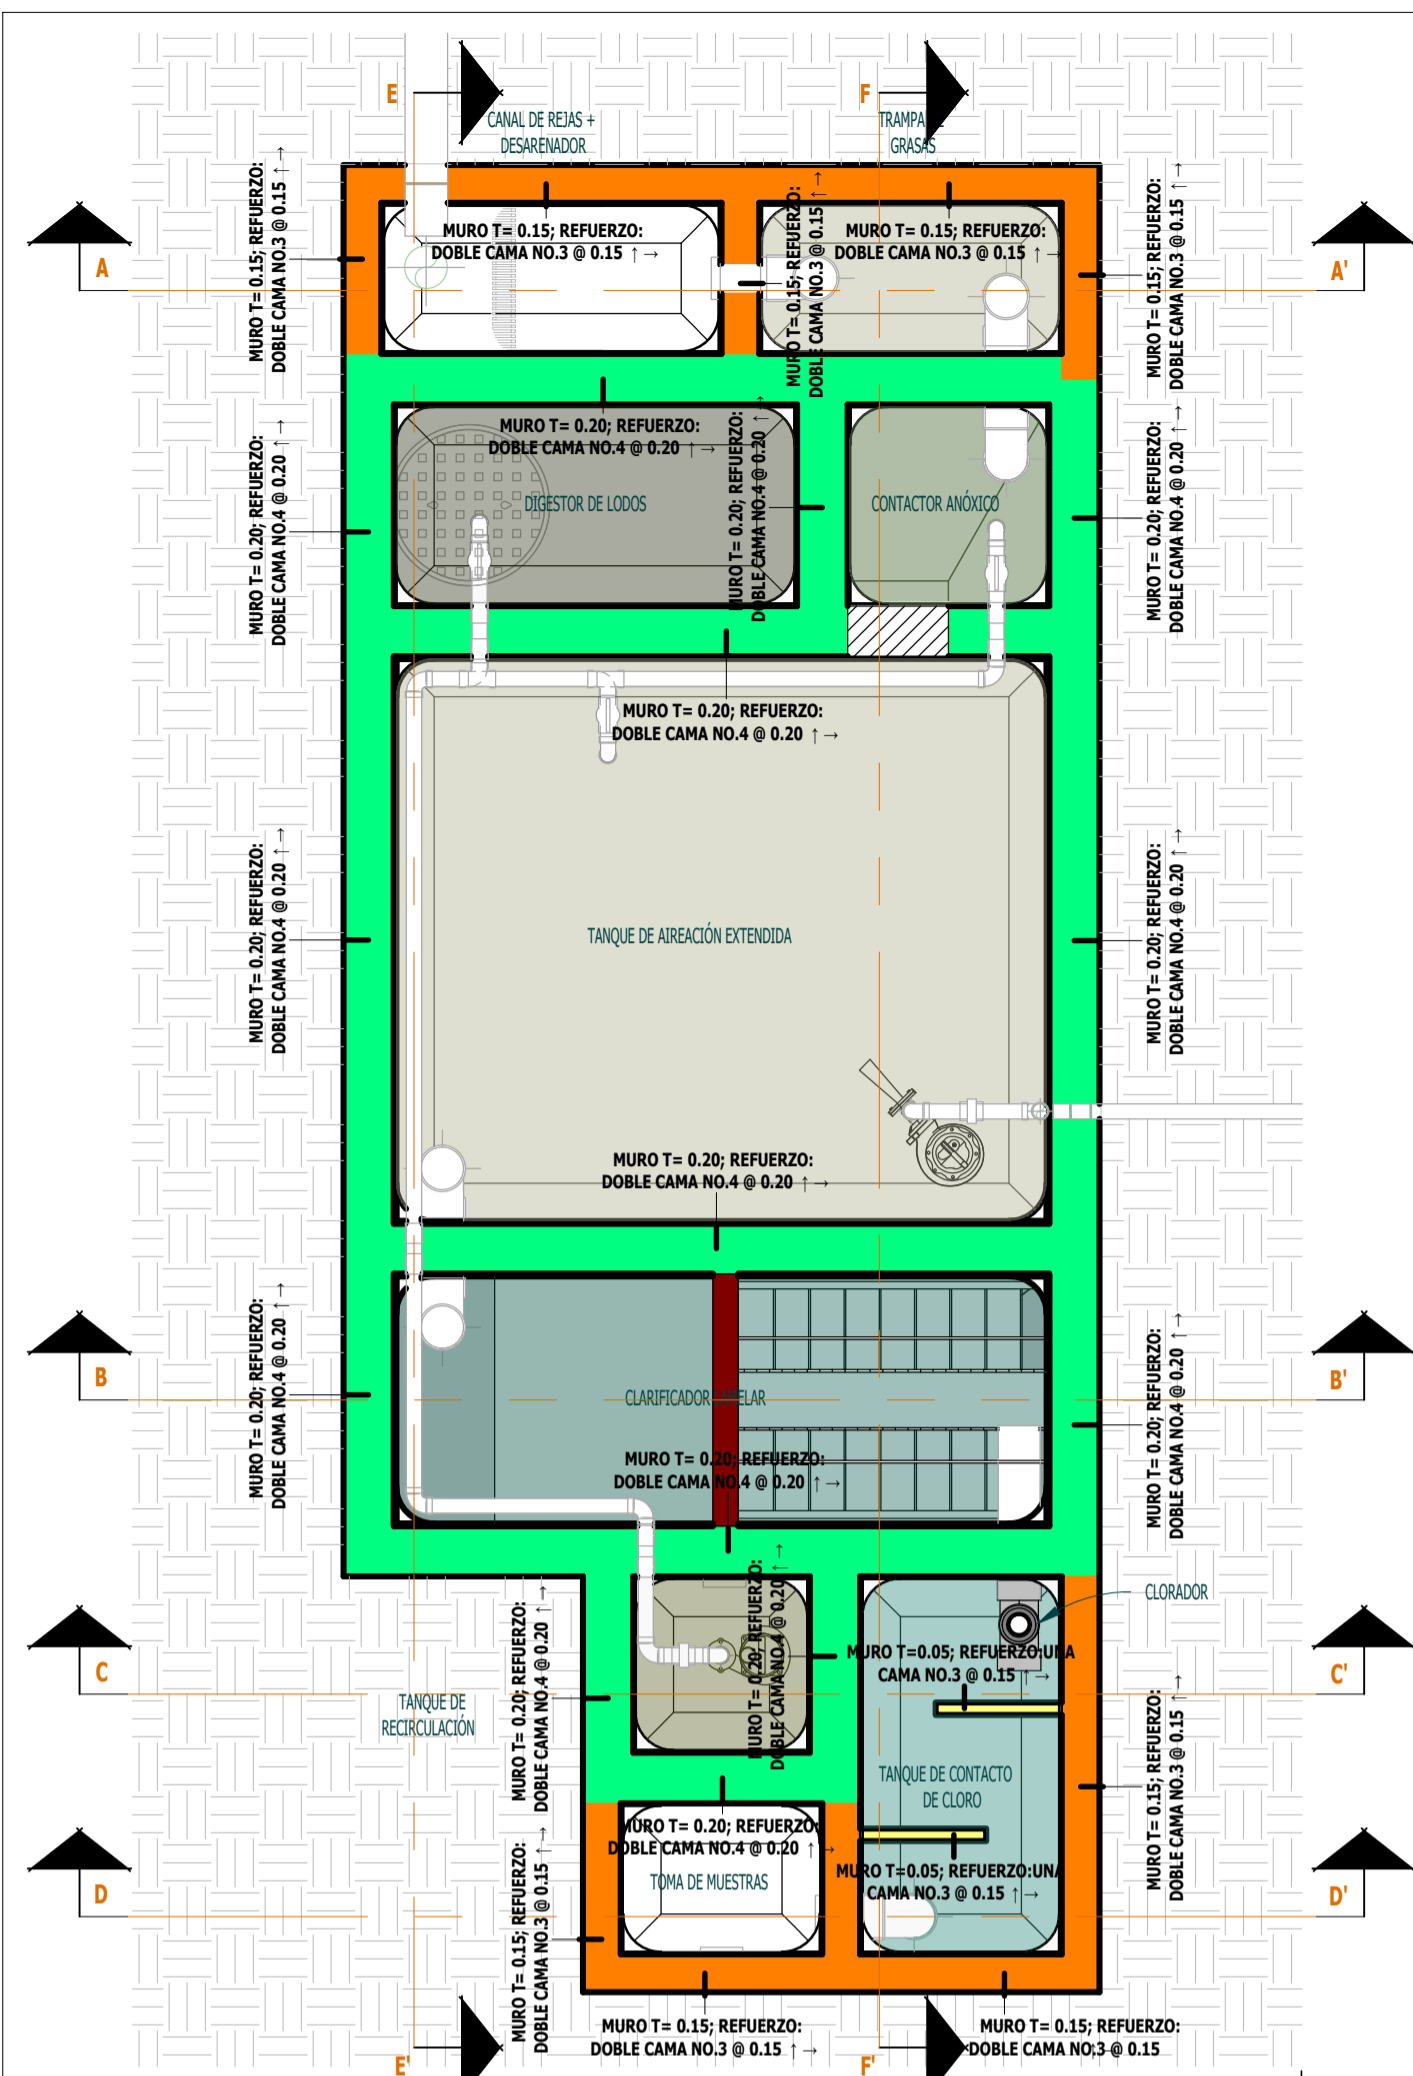 E
F
CANAL DE REJAS +
DESARENADOR
TRAMPA DE
GRASAS
MURO T= 0.15; REFUERZO:
DOBLE CAMA NO.3 @ 0.15 ↑→
MURO T= 0.15; REFUERZO:
DOBLE CAMA NO.3 @ 0.15 ↑→
MURO T= 0.15; REFUERZO:
DOBLE CAMA NO.3 @ 0.15 ↑→
MURO T= 0.15; REFUERZO:
DOBLE CAMA NO.3 @ 0.15 ↑→
MURO T= 0.15; REFUERZO:
DOBLE CAMA NO.3 @ 0.15 ↑→
A
A'
MURO T= 0.20; REFUERZO:
DOBLE CAMA NO.4 @ 0.20 ↑→
MURO T= 0.20; REFUERZO:
DOBLE CAMA NO.4 @ 0.20 ↑→
MURO T= 0.20; REFUERZO:
DOBLE CAMA NO.4 @ 0.20 ↑→
MURO T= 0.20; REFUERZO:
DOBLE CAMA NO.4 @ 0.20 ↑→
DIGESTOR DE LODOS
CONTACTOR ANÓXICO
MURO T= 0.20; REFUERZO:
DOBLE CAMA NO.4 @ 0.20 ↑→
MURO T= 0.20; REFUERZO:
DOBLE CAMA NO.4 @ 0.20 ↑→
TANQUE DE AIREACIÓN EXTENDIDA
MURO T= 0.20; REFUERZO:
DOBLE CAMA NO.4 @ 0.20 ↑→
MURO T= 0.20; REFUERZO:
DOBLE CAMA NO.4 @ 0.20 ↑→
B
B'
MURO T= 0.20; REFUERZO:
DOBLE CAMA NO.4 @ 0.20 ↑→
CLARIFICADOR LAMELAR
MURO T= 0.20; REFUERZO:
DOBLE CAMA NO.4 @ 0.20 ↑→
MURO T= 0.20; REFUERZO:
DOBLE CAMA NO.4 @ 0.20 ↑→
CLORADOR
C
C'
MURO T= 0.20; REFUERZO:
DOBLE CAMA NO.4 @ 0.20 ↑→
MURO T= 0.20; REFUERZO:
DOBLE CAMA NO.4 @ 0.20 ↑→
MURO T=0.05; REFUERZO:UNA
CAMA NO.3 @ 0.15 ↑→
TANQUE DE
RECIRCULACIÓN
MURO T= 0.15; REFUERZO:
DOBLE CAMA NO.3 @ 0.15 ↑→
TANQUE DE CONTACTO
DE CLORO
MURO T= 0.20; REFUERZO:
DOBLE CAMA NO.4 @ 0.20 ↑→
TOMA DE MUESTRAS
MURO T=0.05; REFUERZO:UNA
CAMA NO.3 @ 0.15 ↑→
D
D'
MURO T= 0.15; REFUERZO:
DOBLE CAMA NO.3 @ 0.15 ↑→
MURO T= 0.15; REFUERZO:
DOBLE CAMA NO.3 @ 0.15 ↑→
MURO T= 0.15; REFUERZO:
DOBLE CAMA NO.3 @ 0.15
E'
F'